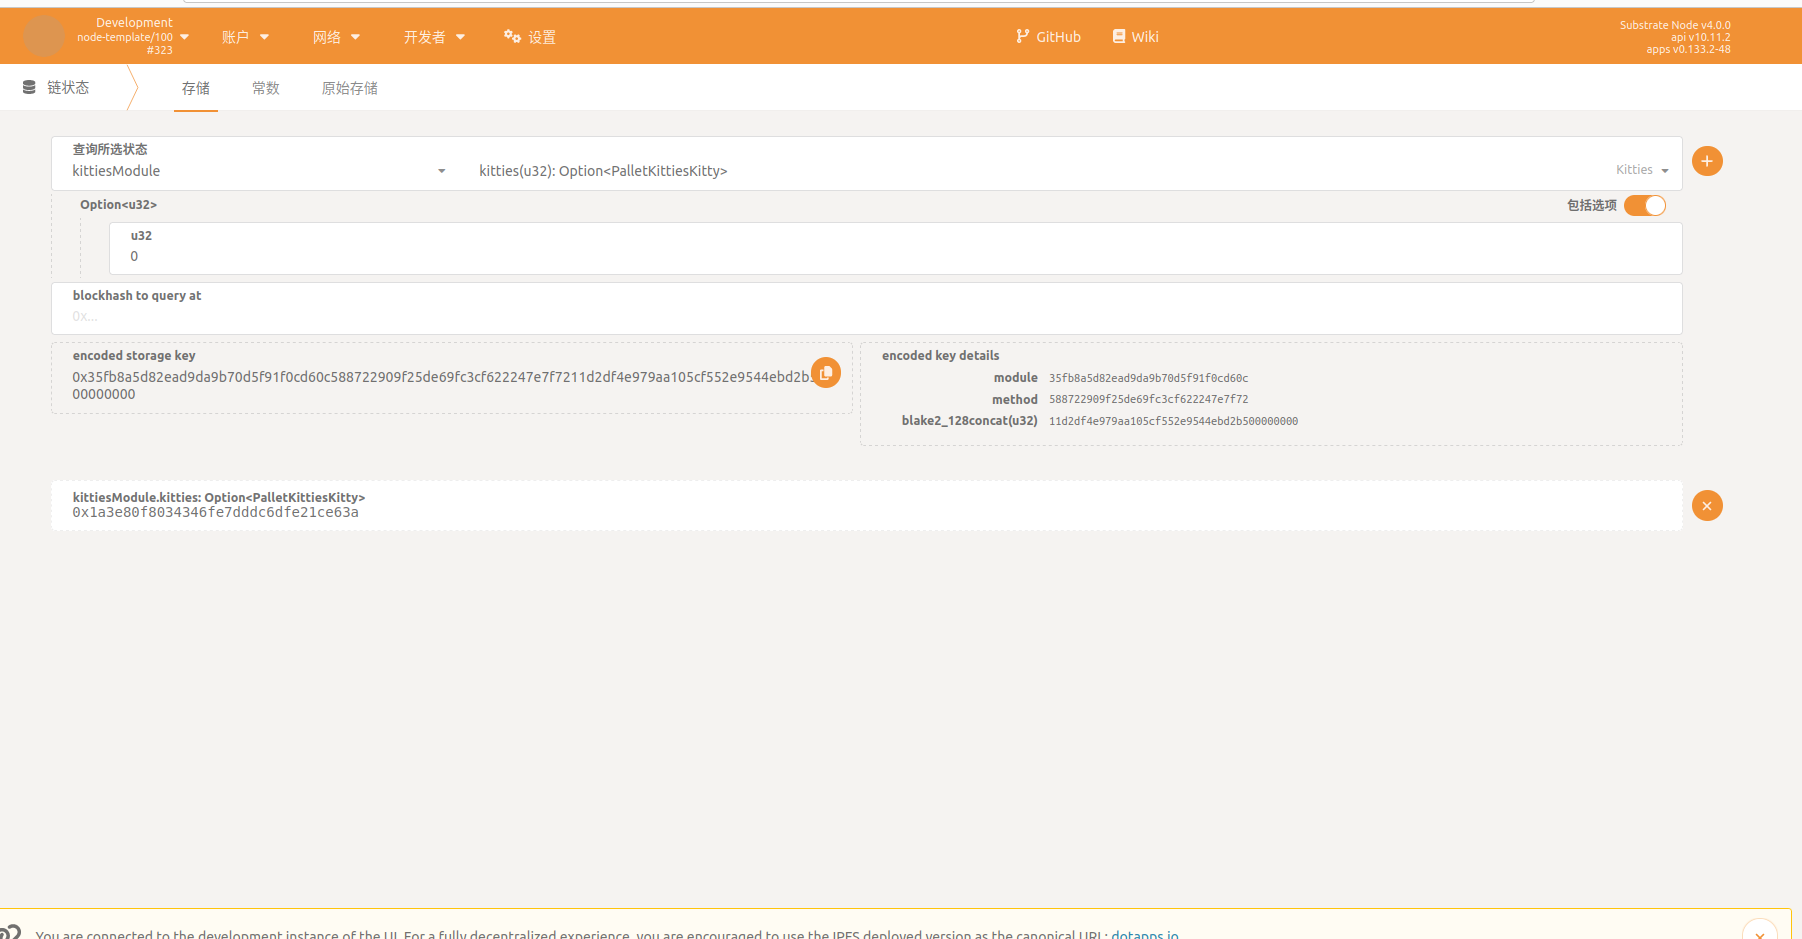 Development
node-template/100
#323
账户
网络
开发者
设置
GitHub
Wiki
Substrate Node v4.0.0
api v10.11.2
apps v0.133.2-48
链状态
存储
常数
原始存储
查询所选状态
kittiesModule
kitties(u32): Option<PalletKittiesKitty>
Kitties
Option<u32>
包括选项
u32
0
blockhash to query at
0x...
encoded storage key
0x35fb8a5d82ead9da9b70d5f91f0cd60c588722909f25de69fc3cf622247e7f7211d2df4e979aa105cf552e9544ebd2b5
00000000
encoded key details
module 35fb8a5d82ead9da9b70d5f91f0cd60c
method 588722909f25de69fc3cf622247e7f72
blake2_128concat(u32) 11d2df4e979aa105cf552e9544ebd2b500000000
kittiesModule.kitties: Option<PalletKittiesKitty>
0x1a3e80f8034346fe7dddc6dfe21ce63a
You are connected to the development instance of the UI. For a fully decentralized experience, you are encouraged to use the IPFS deployed version as the canonical URL: dotapps.io